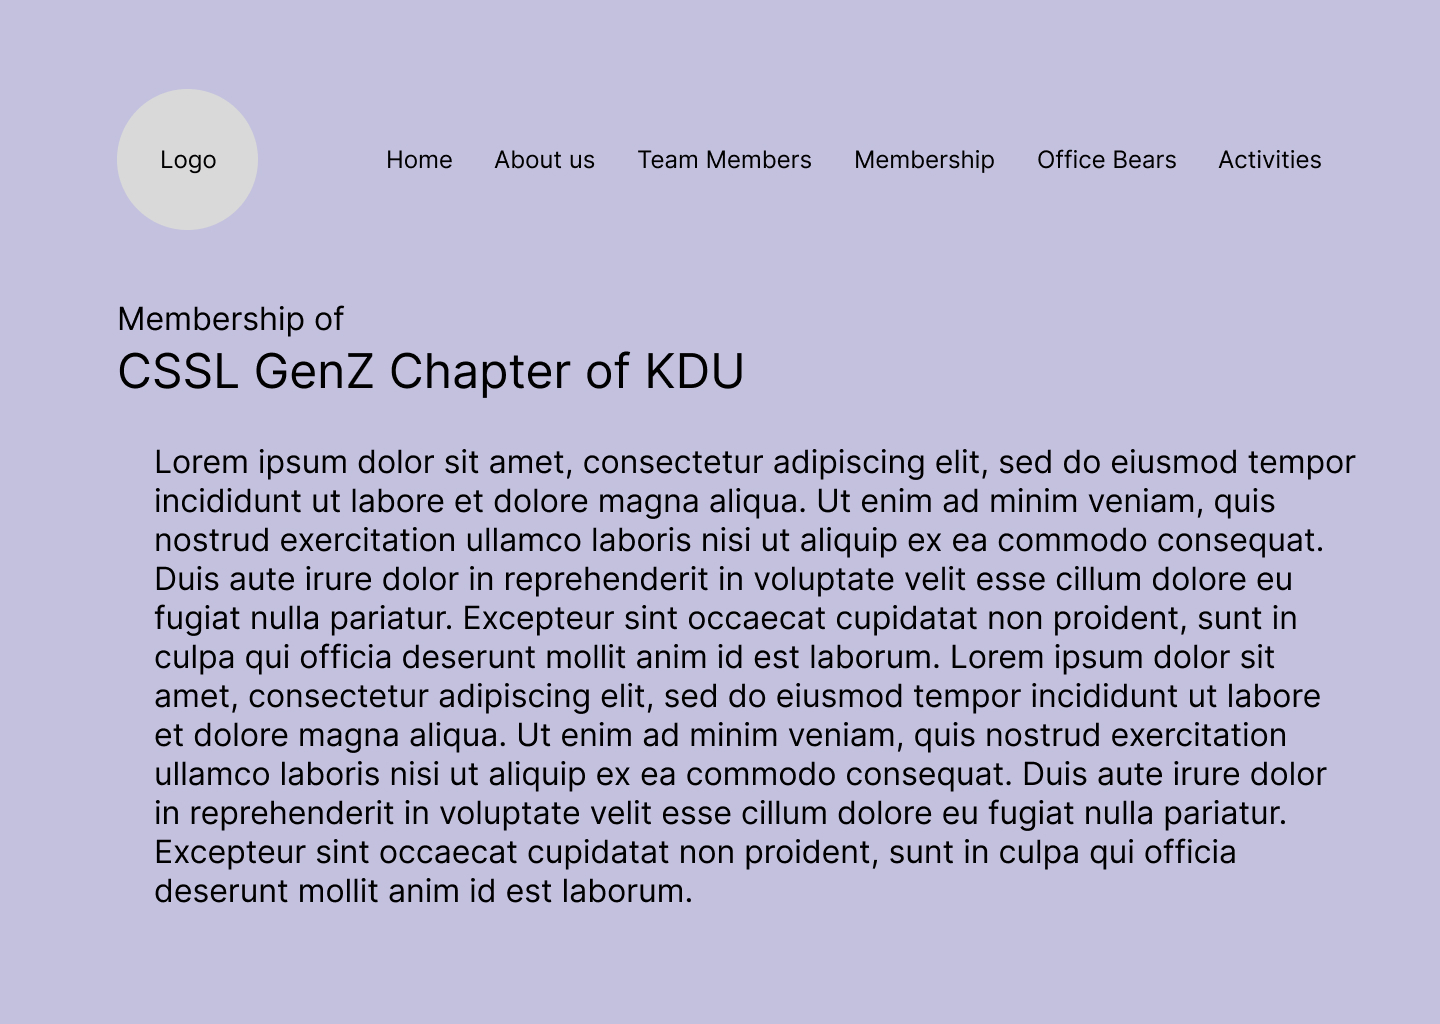 Logo
Home About us Team Members Membership Office Bears Activities
Membership of
CSSL GenZ Chapter of KDU
Lorem ipsum dolor sit amet, consectetur adipiscing elit, sed do eiusmod tempor
incididunt ut labore et dolore magna aliqua. Ut enim ad minim veniam, quis
nostrud exercitation ullamco laboris nisi ut aliquip ex ea commodo consequat.
Duis aute irure dolor in reprehenderit in voluptate velit esse cillum dolore eu
fugiat nulla pariatur. Excepteur sint occaecat cupidatat non proident, sunt in
culpa qui officia deserunt mollit anim id est laborum. Lorem ipsum dolor sit
amet, consectetur adipiscing elit, sed do eiusmod tempor incididunt ut labore
et dolore magna aliqua. Ut enim ad minim veniam, quis nostrud exercitation
ullamco laboris nisi ut aliquip ex ea commodo consequat. Duis aute irure dolor
in reprehenderit in voluptate velit esse cillum dolore eu fugiat nulla pariatur.
Excepteur sint occaecat cupidatat non proident, sunt in culpa qui officia
deserunt mollit anim id est laborum.